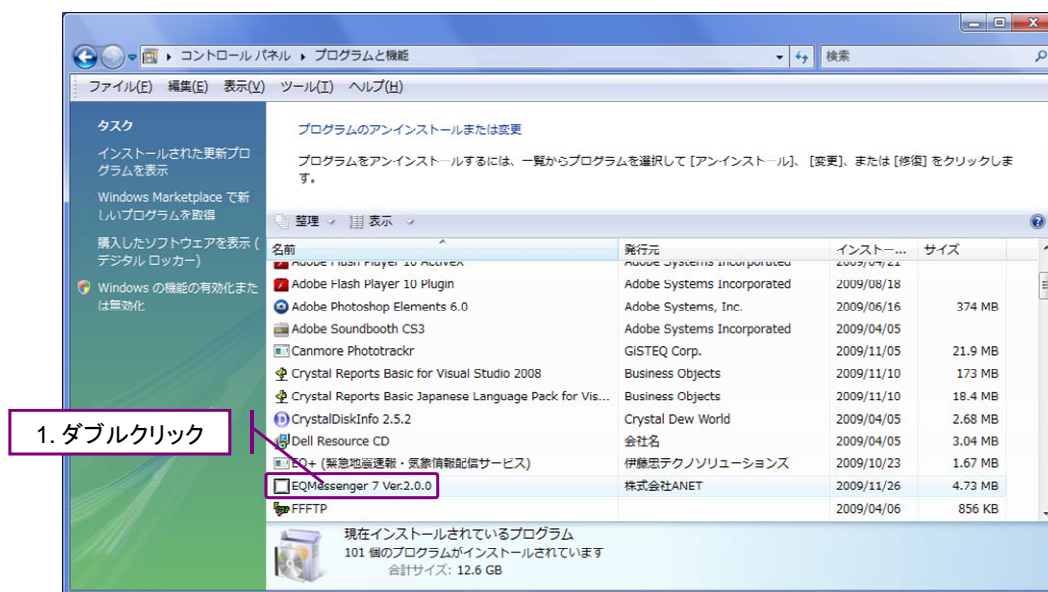 コントロール パネル ▸ プログラムと機能
検索
ファイル(F) 編集(E) 表示(V) ツール(T) ヘルプ(H)
タスク
インストールされた更新プロ
グラムを表示
Windows Marketplace で新
しいプログラムを取得
購入したソフトウェアを表示 (
デジタル ロッカー)
Windows の機能の有効化また
は無効化
プログラムのアンインストールまたは変更
プログラムをアンインストールするには、一覧からプログラムを選択して [アンインストール]、[変更]、または [修復] をクリックしま
す。
整理 表示
名前 発行元 インストー... サイズ
Adobe Flash Player 10 ActiveX Adobe Systems Incorporated 2009/04/21
Adobe Flash Player 10 Plugin Adobe Systems Incorporated 2009/08/18
Adobe Photoshop Elements 6.0 Adobe Systems, Inc. 2009/06/16 374 MB
Adobe Soundbooth CS3 Adobe Systems Incorporated 2009/04/05
Canmore Phototrackr GiSTEQ Corp. 2009/11/05 21.9 MB
Crystal Reports Basic for Visual Studio 2008 Business Objects 2009/11/10 173 MB
Crystal Reports Basic Japanese Language Pack for Vis... Business Objects 2009/11/10 18.4 MB
CrystalDiskInfo 2.5.2 Crystal Dew World 2009/04/05 2.68 MB
1. ダブルクリック
Dell Resource CD 会社名 2009/04/05 3.04 MB
EQ+ (緊急地震速報・気象情報配信サービス) 伊藤忠テクノソリューションズ 2009/10/23 1.67 MB
EQMessenger 7 Ver.2.0.0 株式会社ANET 2009/11/26 4.73 MB
FFFTP 2009/04/06 856 KB
現在インストールされているプログラム
101 個のプログラムがインストールされています
合計サイズ: 12.6 GB